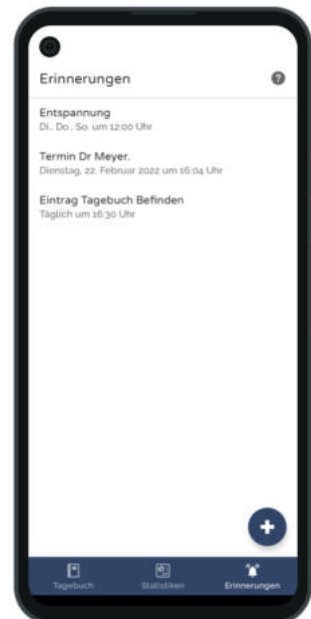 Erinnerungen
Entspannung
Di., Do., So. um 12:00 Uhr
Termin Dr Meyer.
Dienstag, 22. Februar 2022 um 16:04 Uhr
Eintrag Tagebuch Befinden
Täglich um 16:30 Uhr
Tagebuch Statistiken Erinnerungen